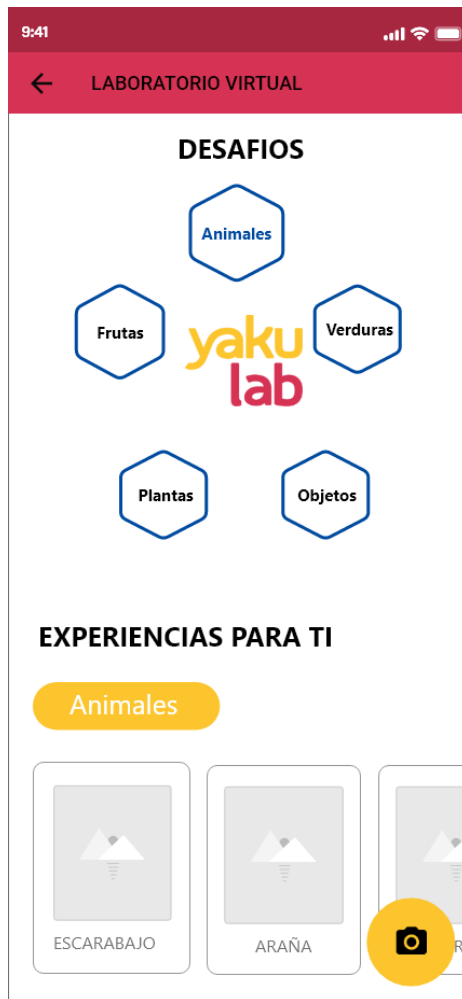 9:41
LABORATORIO VIRTUAL
DESAFIOS
Animales
Frutas
Verduras
yaku
lab
Plantas
Objetos
EXPERIENCIAS PARA TI
Animales
ESCARABAJO
ARAÑA